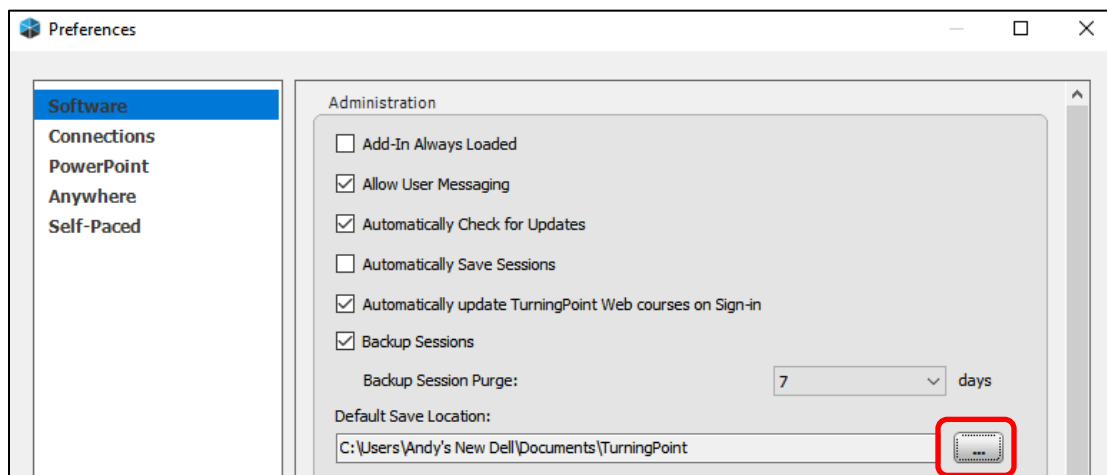 Preferences
Software
Connections
PowerPoint
Anywhere
Self-Paced
Administration
Add-In Always Loaded
Allow User Messaging
Automatically Check for Updates
Automatically Save Sessions
Automatically update TurningPoint Web courses on Sign-in
Backup Sessions
Backup Session Purge: 7 days
Default Save Location:
C:\Users\Andy's New Dell\Documents\TurningPoint ...